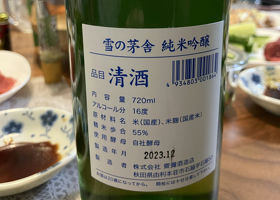 雪の茅舎 純米吟醸
品目 清酒
内容量 720ml
アルコール分 16度
原材料名 米(国産)、米麹(国産米)
精米歩合 55%
使用酵母 自社酵母
製造年月 2023.12
製造者 株式会社 齋彌酒造店
秋田県由利本荘市石脇字石脇53
4934803001864